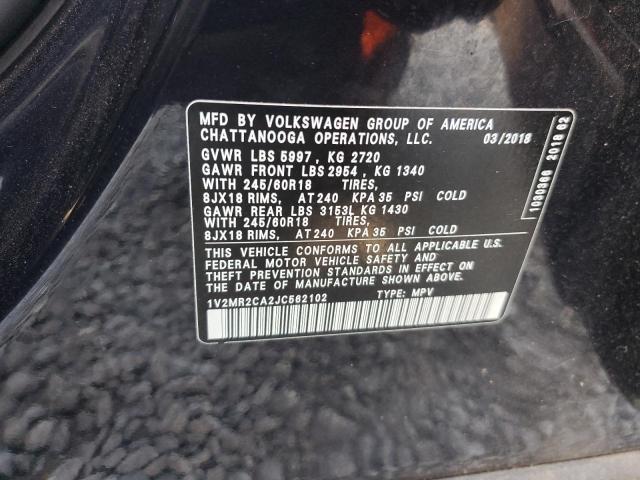 MFD BY VOLKSWAGEN GROUP OF AMERICA
CHATTANOOGA OPERATIONS, LLC. 03/2018
GVWR LBS 5997, KG 2720
GAWR FRONT LBS 2954, KG 1340
WITH 245/60R18 TIRES,
8JX18 RIMS, AT 240 KPA 35 PSI COLD
GAWR REAR LBS 3153L KG 1430
WITH 245/60R18 TIRES,
8JX18 RIMS, AT 240 KPA 35 PSI COLD
THIS VEHICLE CONFORMS TO ALL APPLICABLE U.S.
FEDERAL MOTOR VEHICLE SAFETY AND
THEFT PREVENTION STANDARDS IN EFFECT ON
THE DATE OF MANUFACTURE SHOWN ABOVE.
1V2MR2CA2JC562102 TYPE: MPV
1030366 2018 02